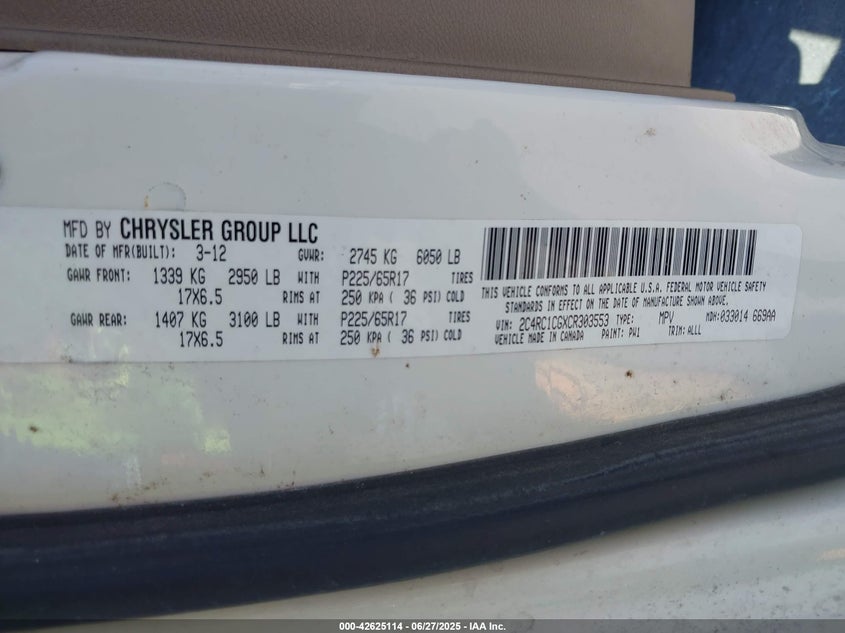 MFD BY CHRYSLER GROUP LLC
DATE OF MFR(BUILT): 3-12 GVWR: 2745 KG 6050 LB
GAWR FRONT: 1339 KG 2950 LB WITH P225/65R17 TIRES
17X6.5 RIMS AT 250 KPA ( 36 PSI) COLD
GAWR REAR: 1407 KG 3100 LB WITH P225/65R17 TIRES
17X6.5 RIMS AT 250 KPA ( 36 PSI) COLD
THIS VEHICLE CONFORMS TO ALL APPLICABLE U.S.A. FEDERAL MOTOR VEHICLE SAFETY
STANDARDS IN EFFECT ON THE DATE OF MANUFACTURE SHOWN ABOVE.
VIN: 2C4RC1CGXCR303553 TYPE: MPV MDH: 033014 669AA
VEHICLE MADE IN CANADA PAINT: PW1 TRIM: ALLL
000-42625114 - 06/27/2025 - IAA Inc.